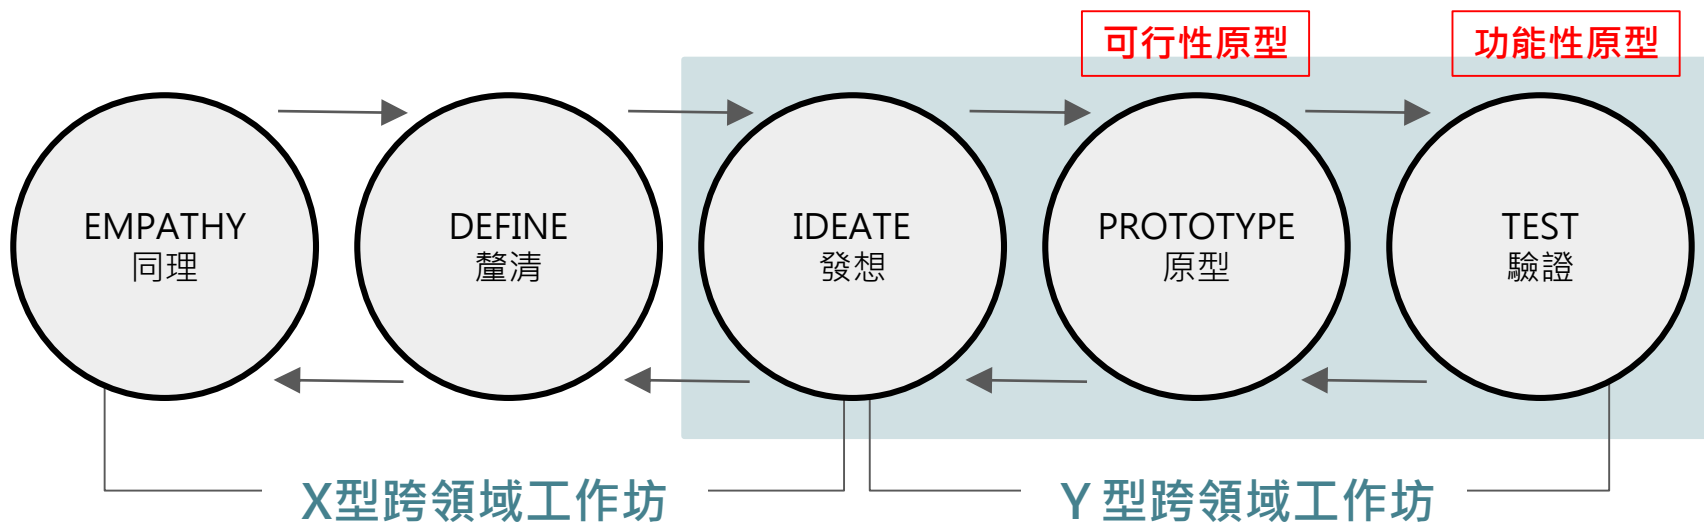 可行性原型
功能性原型
EMPATHY
同理
DEFINE
釐清
IDEATE
發想
PROTOTYPE
原型
TEST
驗證
X型跨領域工作坊
Y 型跨領域工作坊